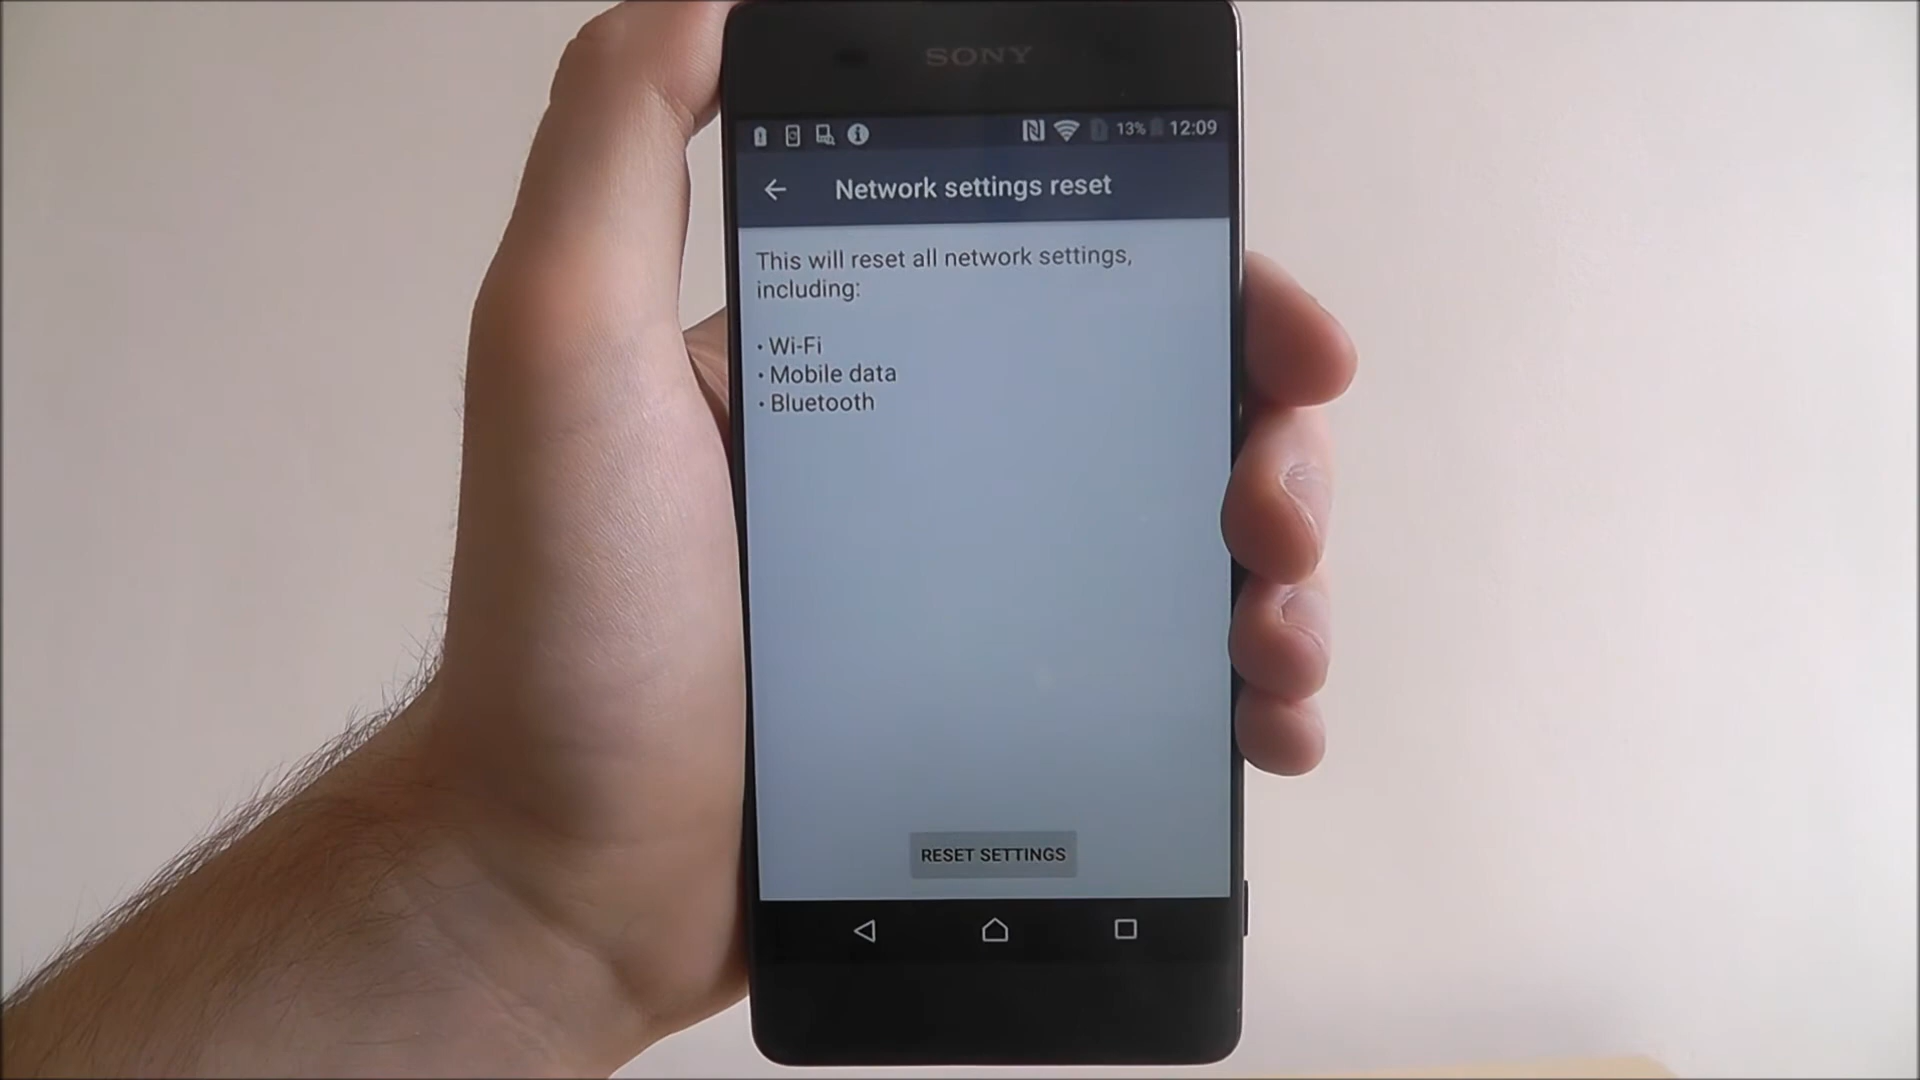 SONY
13% 12:09
Network settings reset
This will reset all network settings,
including:
• Wi-Fi
• Mobile data
• Bluetooth
RESET SETTINGS